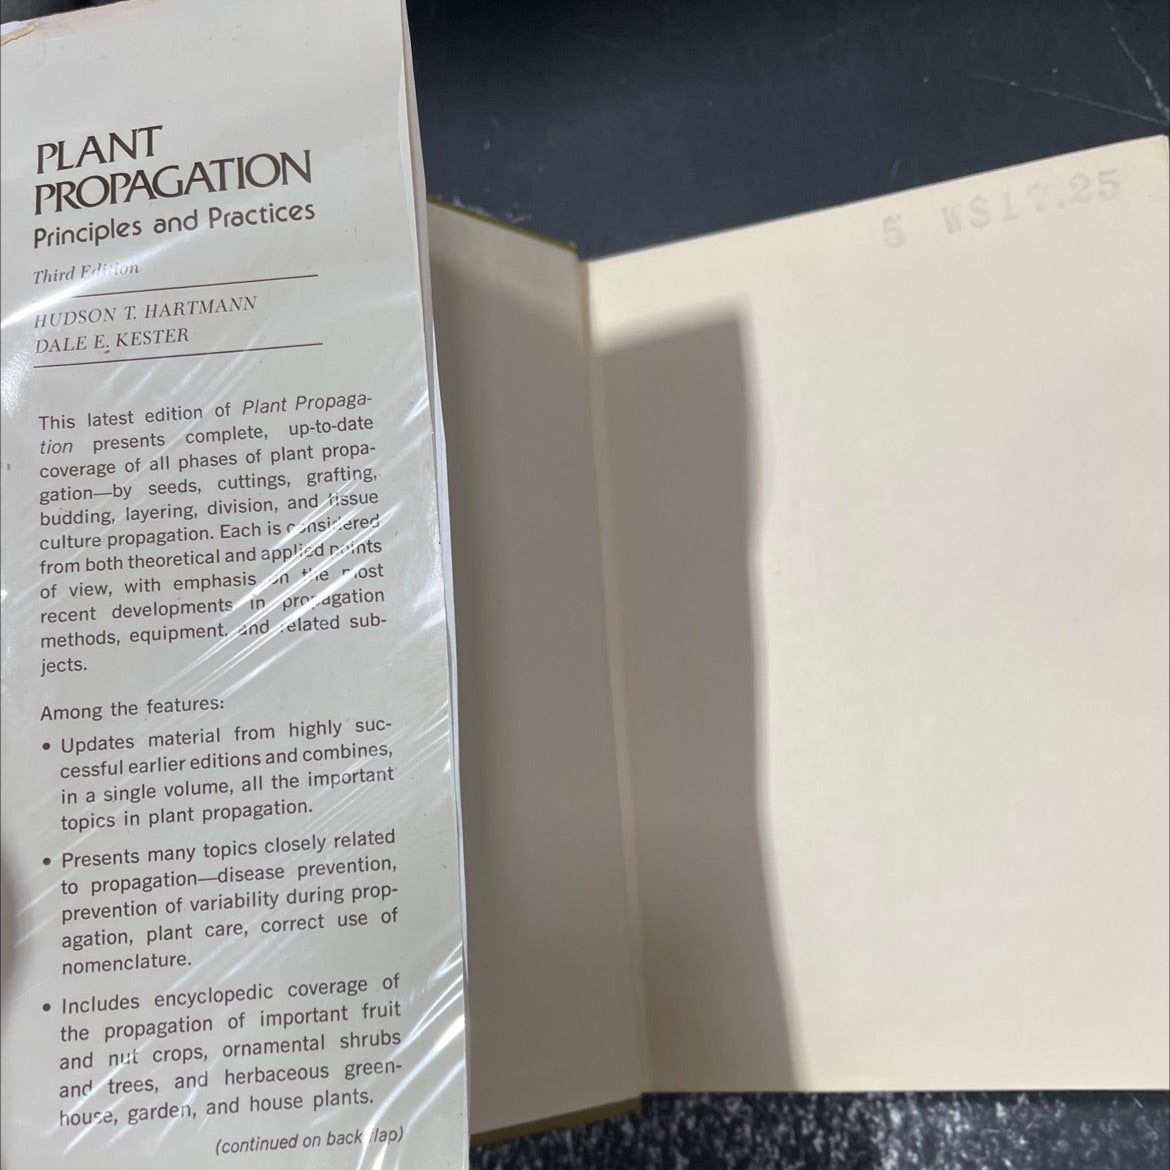 PLANT
PROPAGATION
Principles and Practices
Third Edition
HUDSON T. HARTMANN
DALE E. KESTER
This latest edition of Plant Propaga-
tion presents complete, up-to-date
coverage of all phases of plant propa-
gation—by seeds, cuttings, grafting,
budding, layering, division, and tissue
culture propagation. Each is considered
from both theoretical and applied points
of view, with emphasis on the most
recent developments in propagation
methods, equipment, and related sub-
jects.
Among the features:
• Updates material from highly suc-
cessful earlier editions and combines,
in a single volume, all the important
topics in plant propagation.
• Presents many topics closely related
to propagation—disease prevention,
prevention of variability during prop-
agation, plant care, correct use of
nomenclature.
• Includes encyclopedic coverage of
the propagation of important fruit
and nut crops, ornamental shrubs
and trees, and herbaceous green-
house, garden, and house plants.
(continued on back flap)
5 W$17.25